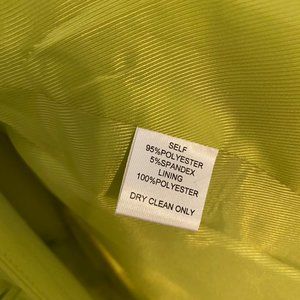 SELF
95%POLYESTER
5%SPANDEX
LINING
100%POLYESTER
DRY CLEAN ONLY